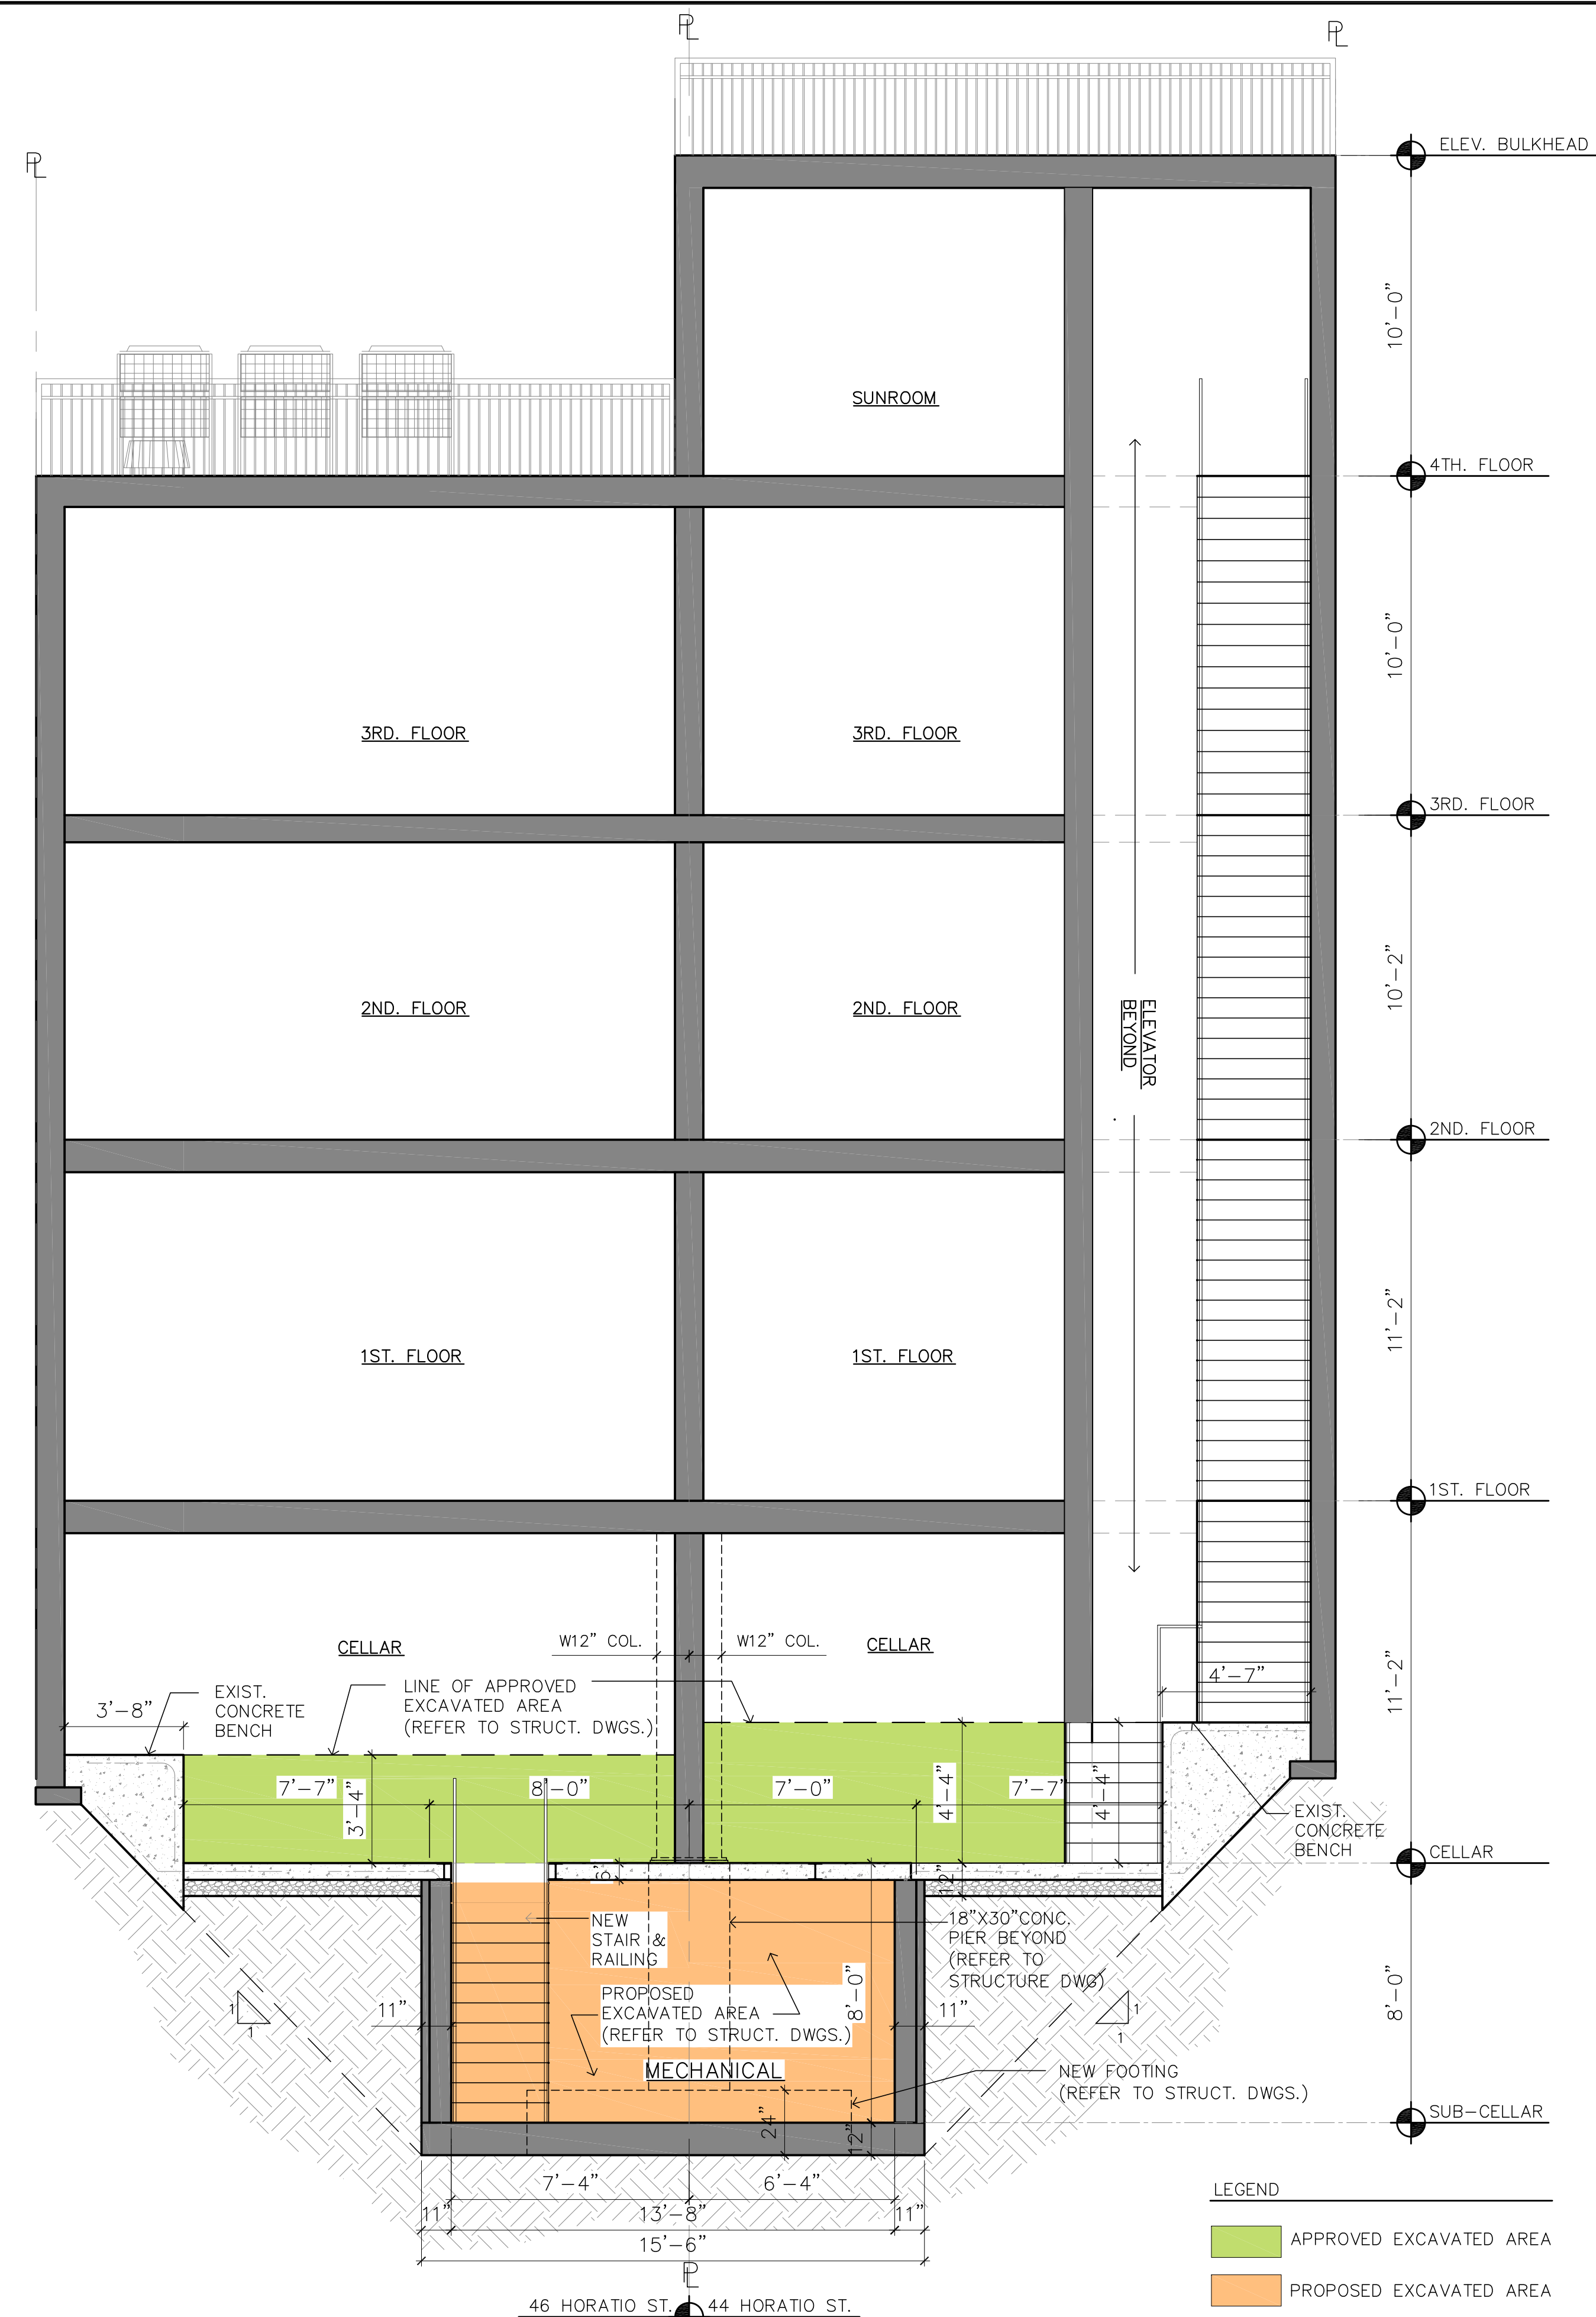 PL
PL
PL
ELEV. BULKHEAD
10'-0"
SUNROOM
4TH. FLOOR
10'-0"
3RD. FLOOR
3RD. FLOOR
3RD. FLOOR
10'-2"
2ND. FLOOR
2ND. FLOOR
ELEVATOR
BEYOND
2ND. FLOOR
11'-2"
1ST. FLOOR
1ST. FLOOR
1ST. FLOOR
11'-2"
CELLAR
W12" COL.
W12" COL.
CELLAR
3'-8"
EXIST.
CONCRETE
BENCH
LINE OF APPROVED
EXCAVATED AREA
(REFER TO STRUCT. DWGS.)
4'-7"
7'-7"
3'-4"
8'-0"
7'-0"
4'-4"
7'-7"
4'-4"
EXIST.
CONCRETE
BENCH
CELLAR
6"
12"
NEW
STAIR &
RAILING
18"X30"CONC.
PIER BEYOND
(REFER TO
STRUCTURE DWG)
PROPOSED
EXCAVATED AREA
(REFER TO STRUCT. DWGS.)
8'-0"
11"
11"
1
1
1
1
8'-0"
MECHANICAL
NEW FOOTING
(REFER TO STRUCT. DWGS.)
24"
12"
SUB-CELLAR
7'-4"
6'-4"
11"
13'-8"
11"
15'-6"
PL
46 HORATIO ST.
44 HORATIO ST.
LEGEND
APPROVED EXCAVATED AREA
PROPOSED EXCAVATED AREA